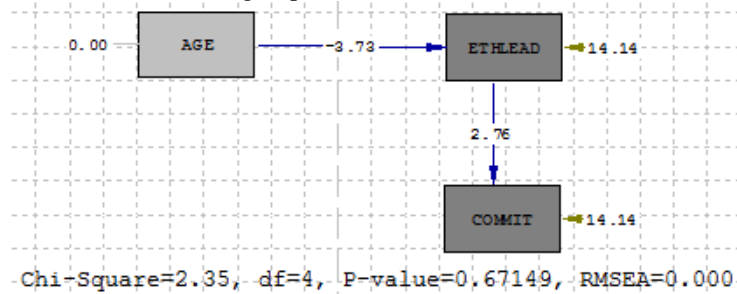 0.00 AGE -3.73 ETHLEAD 14.14
2.76
COMMIT 14.14
Chi-Square=2.35, df=4, P-value=0.67149, RMSEA=0.000